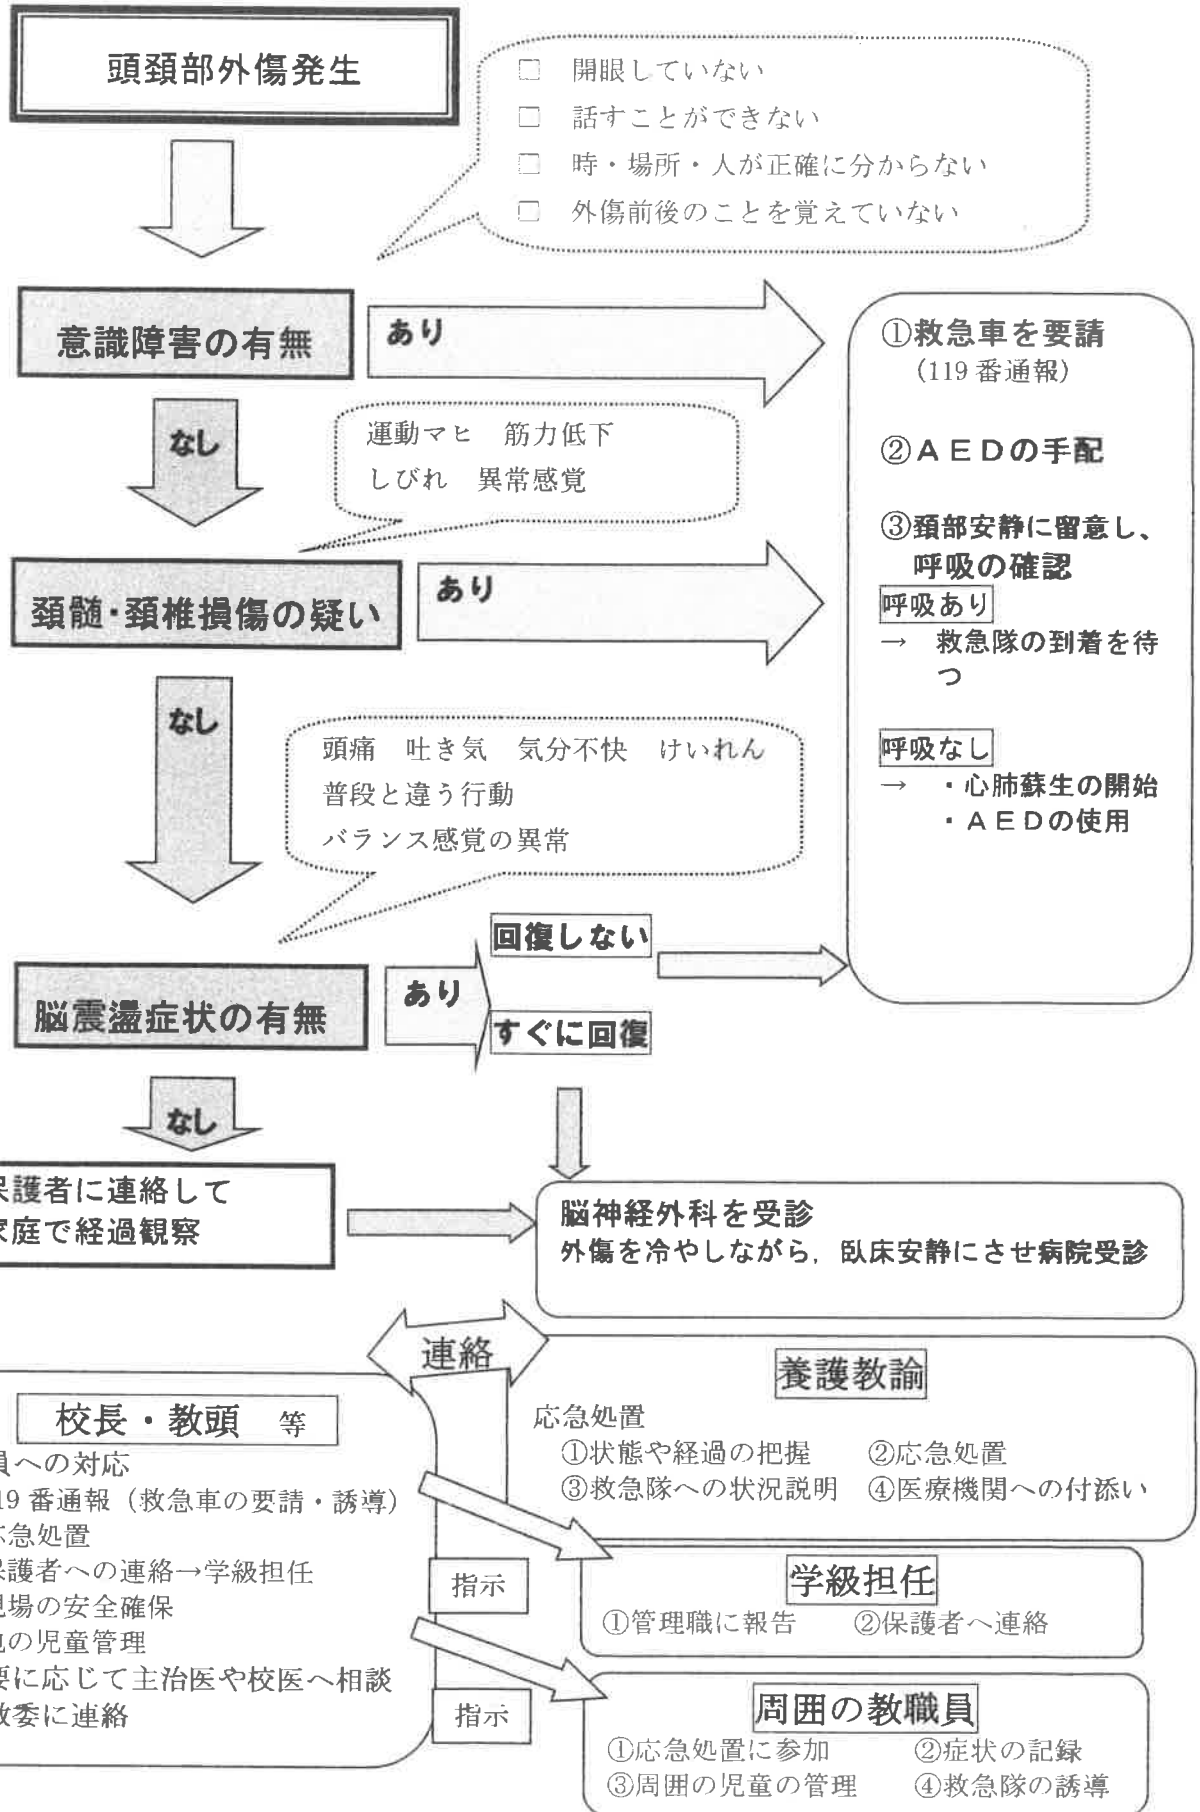 頭頚部外傷発生
□ 開眼していない
□ 話すことができない
□ 時・場所・人が正確に分からない
□ 外傷前後のことを覚えていない
意識障害の有無
あり
①救急車を要請
(119番通報)
②AEDの手配
③頚部安静に留意し、
呼吸の確認
呼吸あり
→ 救急隊の到着を待
つ
呼吸なし
→ ・心肺蘇生の開始
・AEDの使用
なし
運動マヒ 筋力低下
しびれ 異常感覚
頚髄・頚椎損傷の疑い
あり
なし
頭痛 吐き気 気分不快 けいれん
普段と違う行動
バランス感覚の異常
脳震盪症状の有無
あり
回復しない
すぐに回復
なし
保護者に連絡して
家庭で経過観察
脳神経外科を受診
外傷を冷やしながら，臥床安静にさせ病院受診
連絡
校長・教頭 等
員への対応
19番通報（救急車の要請・誘導）
応急処置
保護者への連絡→学級担任
現場の安全確保
他の児童管理
要に応じて主治医や校医へ相談
教委に連絡
養護教諭
応急処置
①状態や経過の把握 ②応急処置
③救急隊への状況説明 ④医療機関への付添い
指示
学級担任
①管理職に報告 ②保護者へ連絡
指示
周囲の教職員
①応急処置に参加 ②症状の記録
③周囲の児童の管理 ④救急隊の誘導